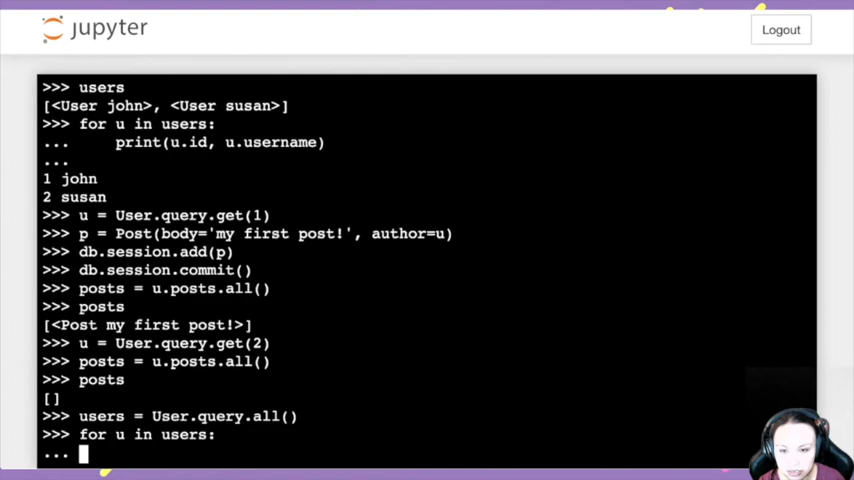 jupyter
Logout
>>> users
[<User john>, <User susan>]
>>> for u in users:
...     print(u.id, u.username)
...
1 john
2 susan
>>> u = User.query.get(1)
>>> p = Post(body='my first post!', author=u)
>>> db.session.add(p)
>>> db.session.commit()
>>> posts = u.posts.all()
>>> posts
[<Post my first post!>]
>>> u = User.query.get(2)
>>> posts = u.posts.all()
>>> posts
[]
>>> users = User.query.all()
>>> for u in users:
...